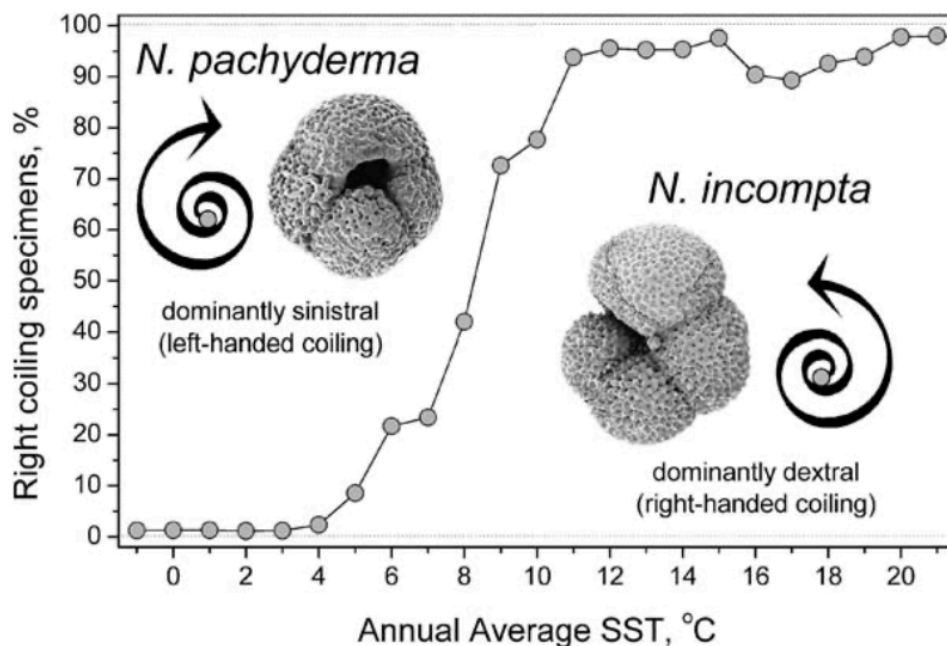 Right coiling specimens, %
100
90
80
70
60
50
40
30
20
10
0
N. pachyderma
dominantly sinistral
(left-handed coiling)
N. incompta
dominantly dextral
(right-handed coiling)
0 2 4 6 8 10 12 14 16 18 20
Annual Average SST, °C